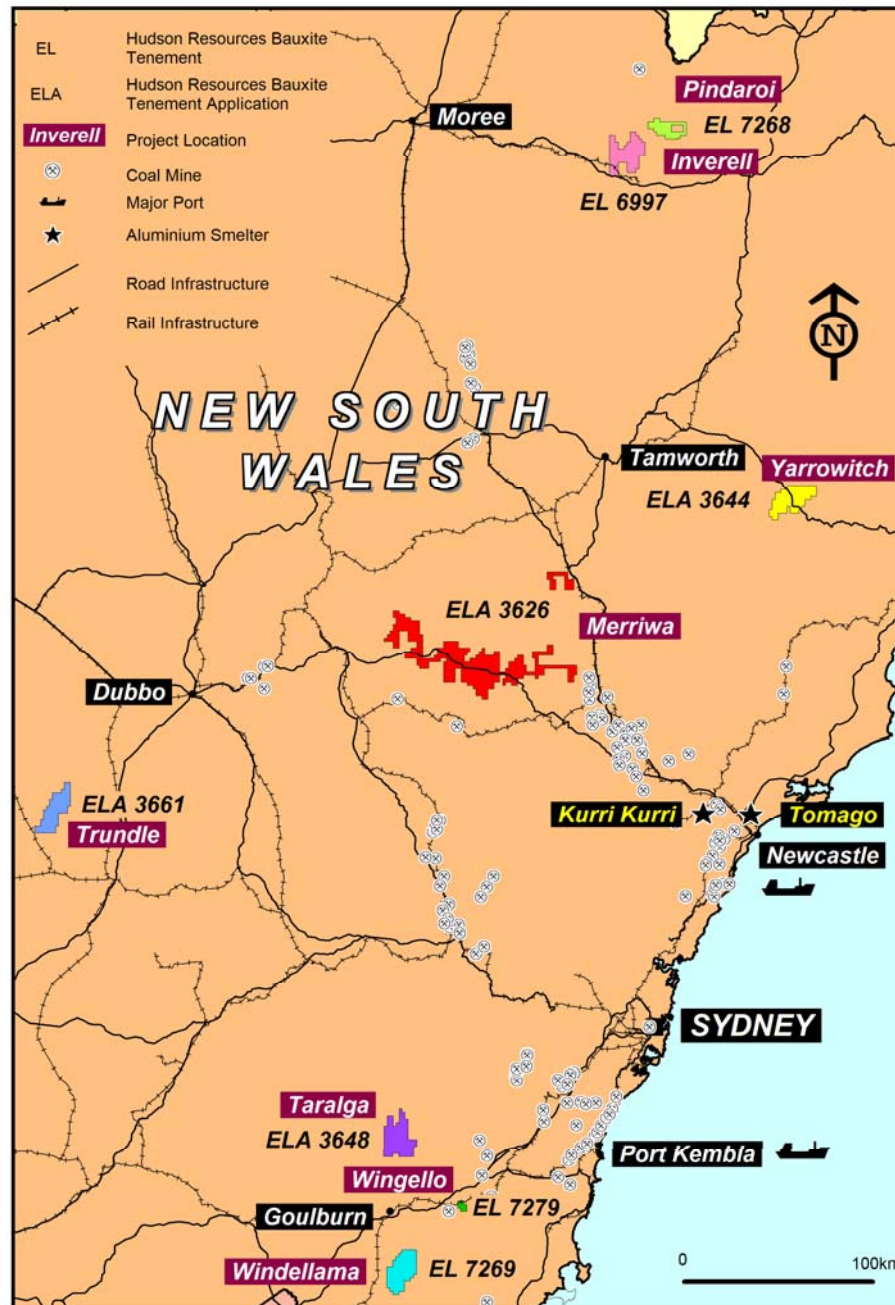 EL
Hudson Resources Bauxite
Tenement
ELA
Hudson Resources Bauxite
Tenement Application
Inverell
Project Location
Coal Mine
Major Port
Aluminium Smelter
Road Infrastructure
Rail Infrastructure
Pindaroi
Moree
EL 7268
Inverell
EL 6997
N
NEW SOUTH
WALES
Tamworth
Yarrowitch
ELA 3644
ELA 3626
Merriwa
Dubbo
ELA 3661
Trundle
Kurri Kurri
Tomago
Newcastle
SYDNEY
Taralga
ELA 3648
Port Kembla
Wingello
EL 7279
Goulburn
Windellama
EL 7269
0
100km